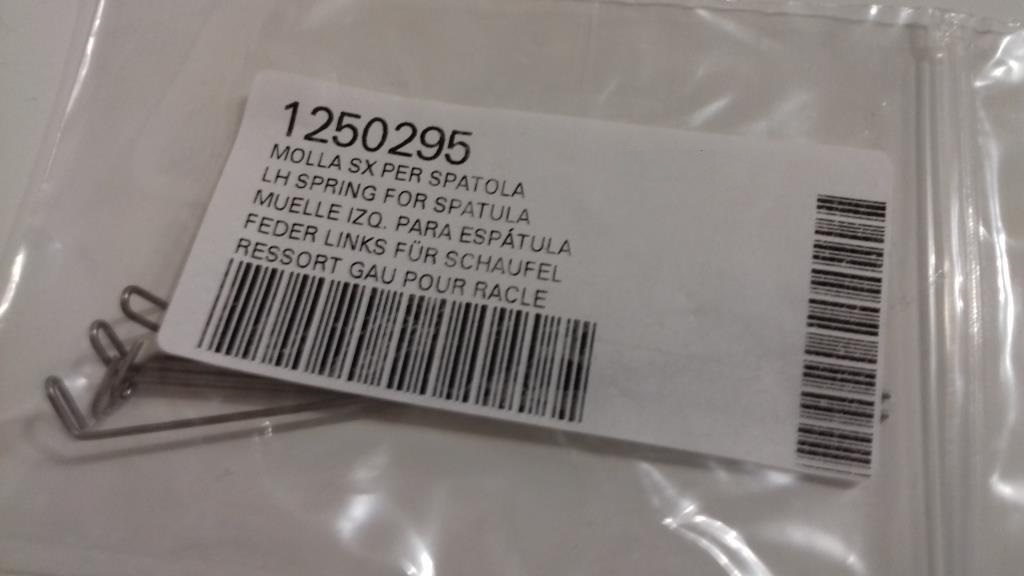 1250295
MOLLA SX PER SPATOLA
LH SPRING FOR SPATULA
MUELLE IZQ. PARA ESPÁTULA
FEDER LINKS FÜR SCHAUFEL
RESSORT GAU POUR RACLE